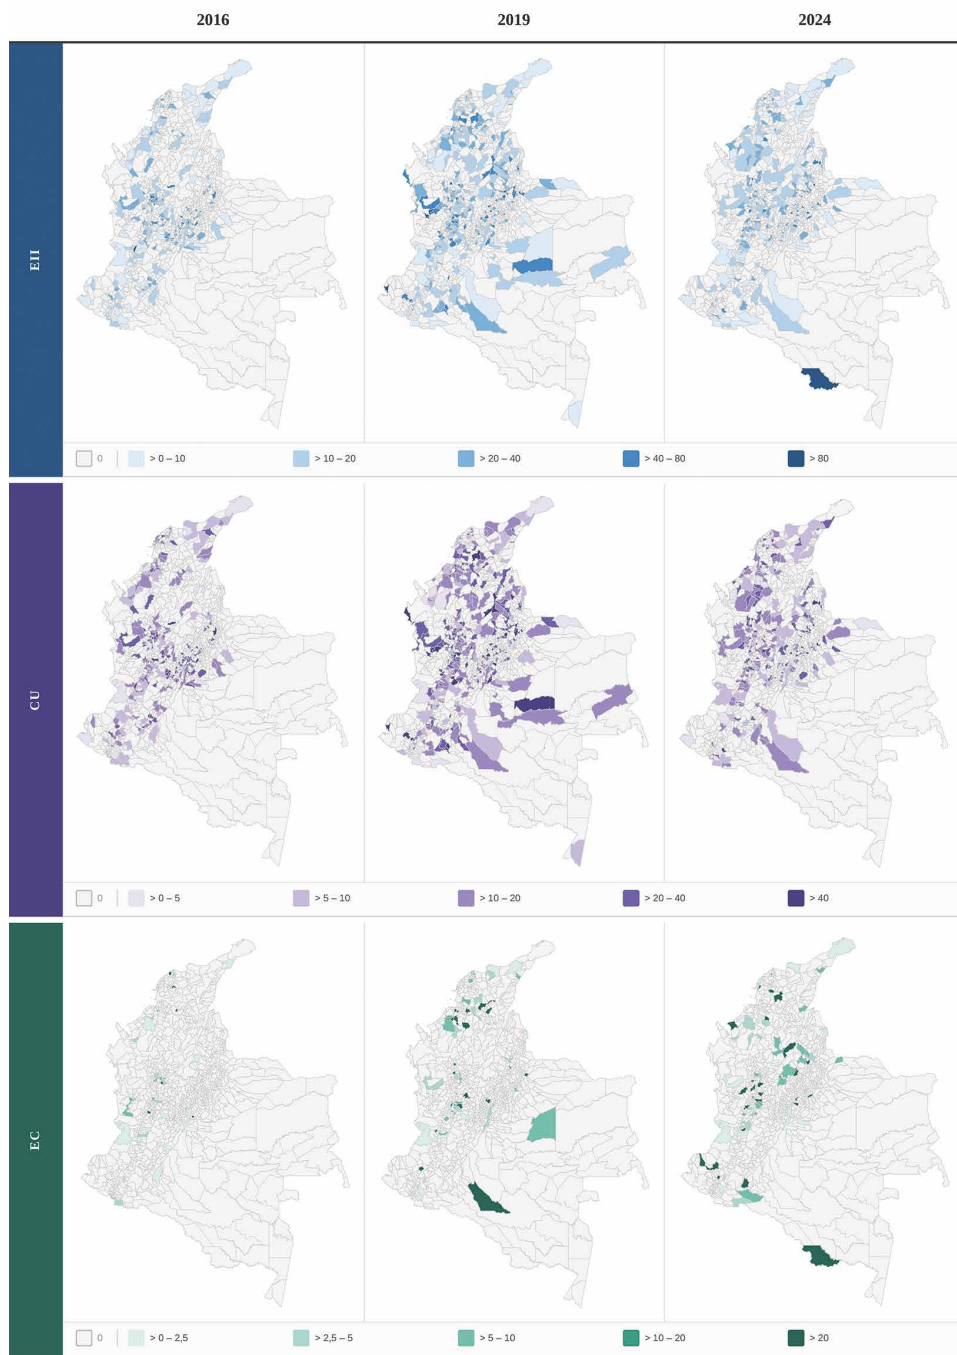 2016 2019 2024
EII
0 > 0 – 10 > 10 – 20 > 20 – 40 > 40 – 80 > 80
CU
0 > 0 – 5 > 5 – 10 > 10 – 20 > 20 – 40 > 40
EC
0 > 0 – 2,5 > 2,5 – 5 > 5 – 10 > 10 – 20 > 20